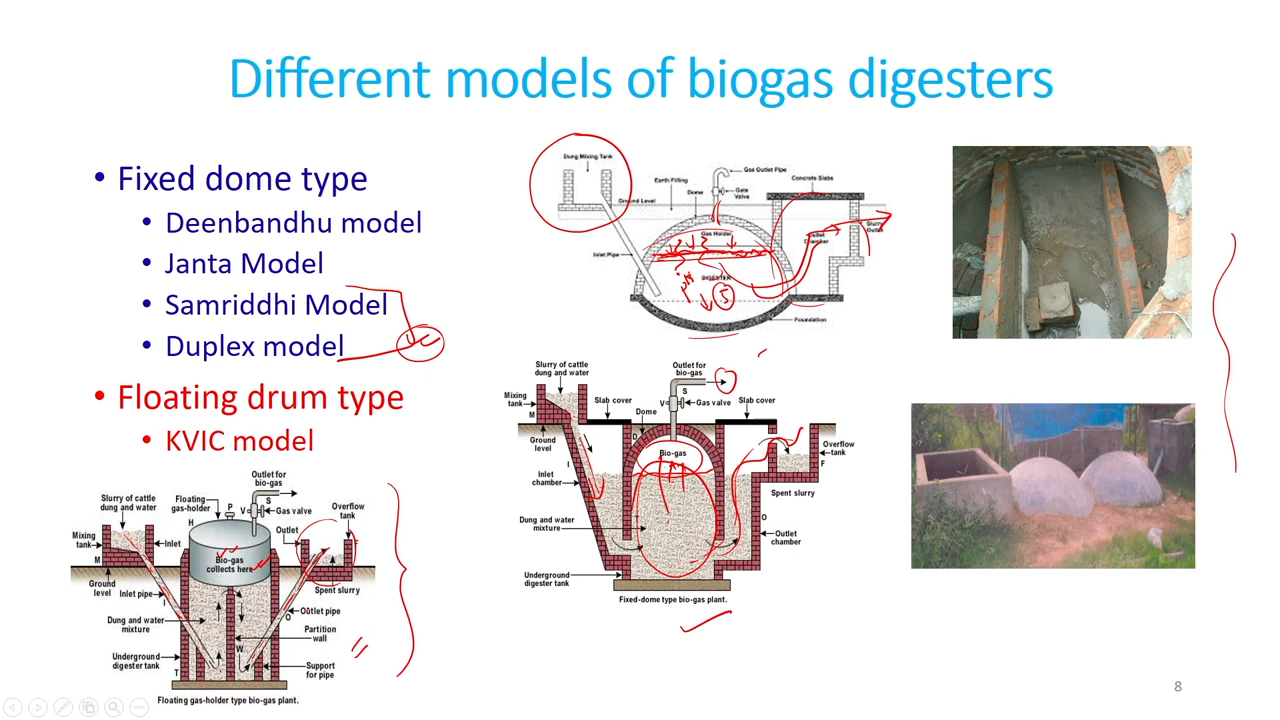 Different models of biogas digesters
• Fixed dome type
• Deenbandhu model
• Janta Model
• Samriddhi Model
• Duplex model
• Floating drum type
• KVIC model
Dung Mixing Tank
Gas Outlet Pipe
Earth Filling
Concrete Slabs
Dome
Gate
Valve
Ground Level
Gas Holder
Slurry
Outlet
Outlet
Chamber
Inlet Pipe
DIGESTER
pH
5
Foundation
Slurry of cattle
dung and water
Outlet for
bio-gas
S
Mixing
tank
M
Slab cover
V
Gas valve
Slab cover
Dome
D
Ground
level
Bio-gas
Overflow
tank
F
I
Inlet
chamber
Spent slurry
T
O
Dung and water
mixture
Outlet
chamber
Underground
digester tank
Fixed-dome type bio-gas plant.
Outlet for
bio-gas
Slurry of cattle
dung and water
Floating
gas-holder
P
V
S
Gas valve
Overflow
tank
H
Outlet
F
Mixing
tank
Inlet
M
Bio-gas
collects here
Ground
level
Inlet pipe
I
Spent slurry
Outlet pipe
O
Dung and water
mixture
Partition
wall
W
Underground
digester tank
T
Support
for pipe
Floating gas-holder type bio-gas plant.
8